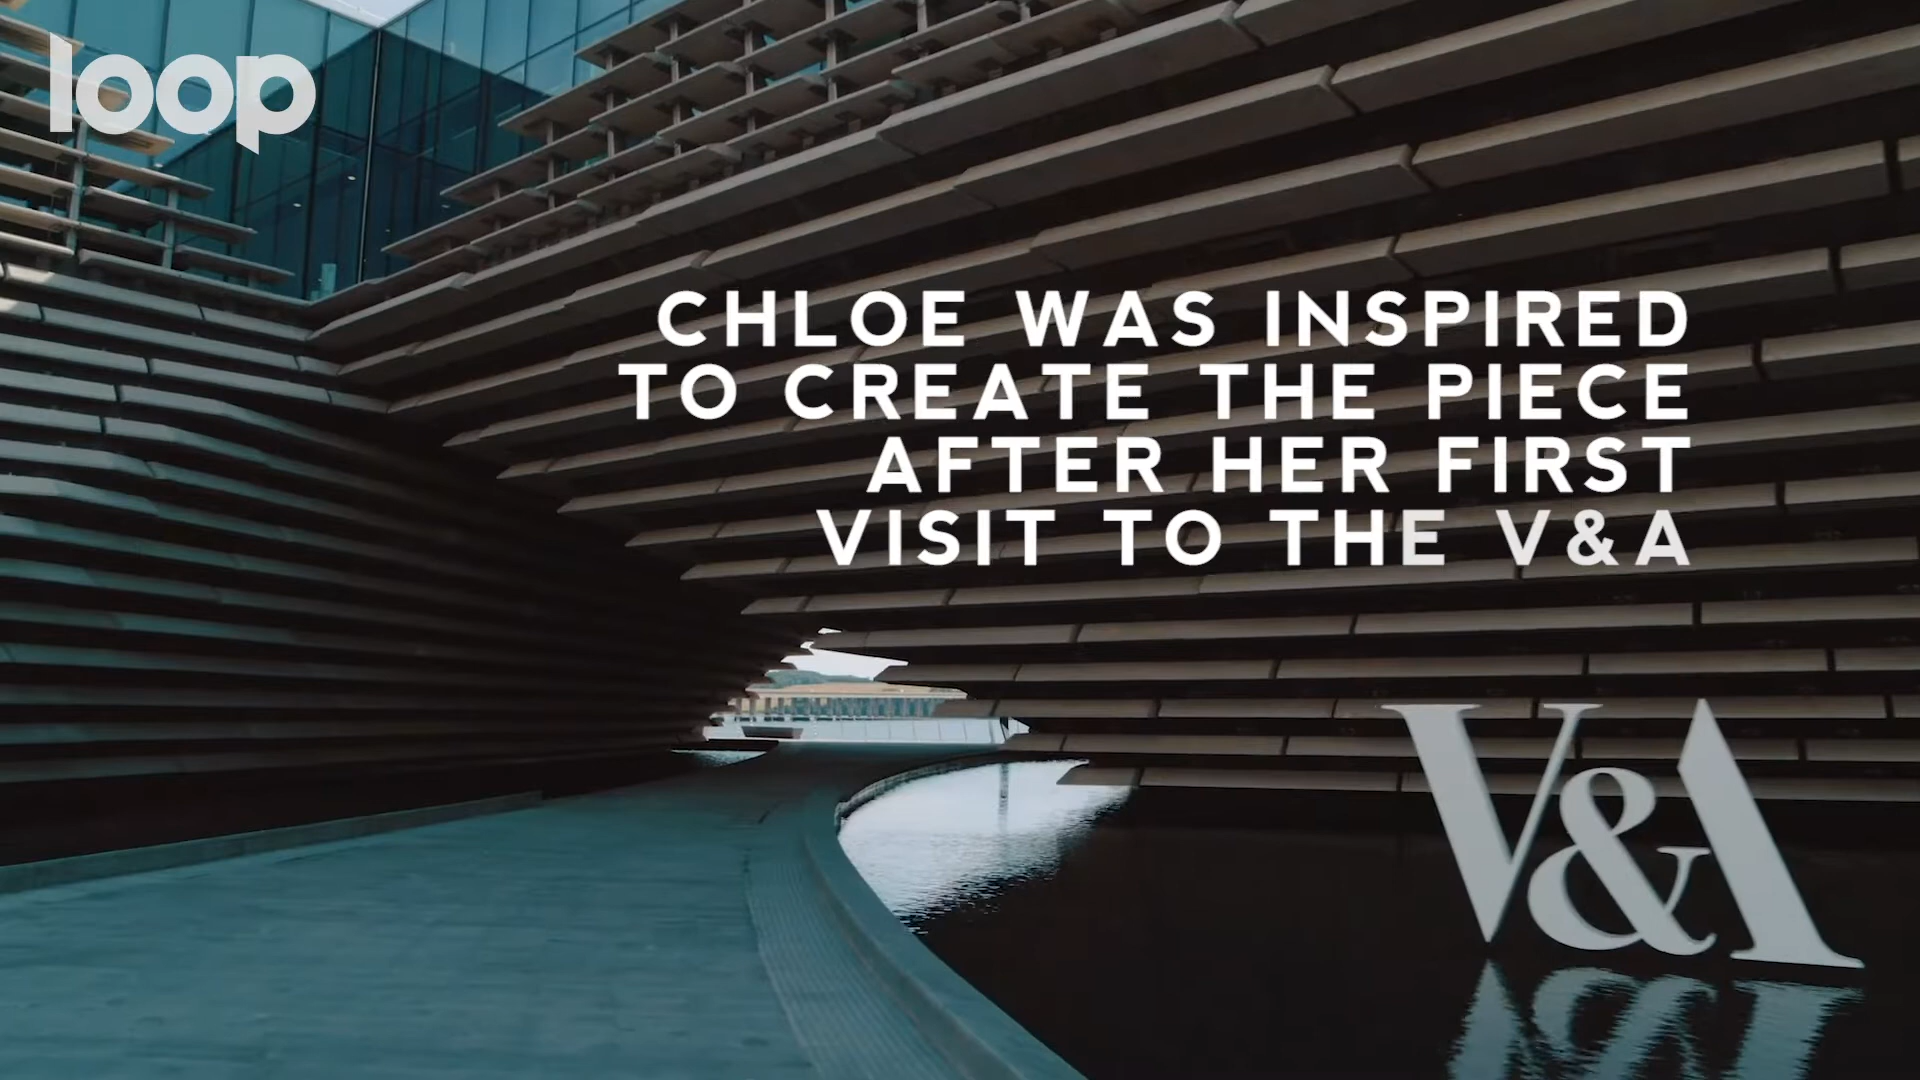 loop
CHLOE WAS INSPIRED
TO CREATE THE PIECE
AFTER HER FIRST
VISIT TO THE V&A
V&A